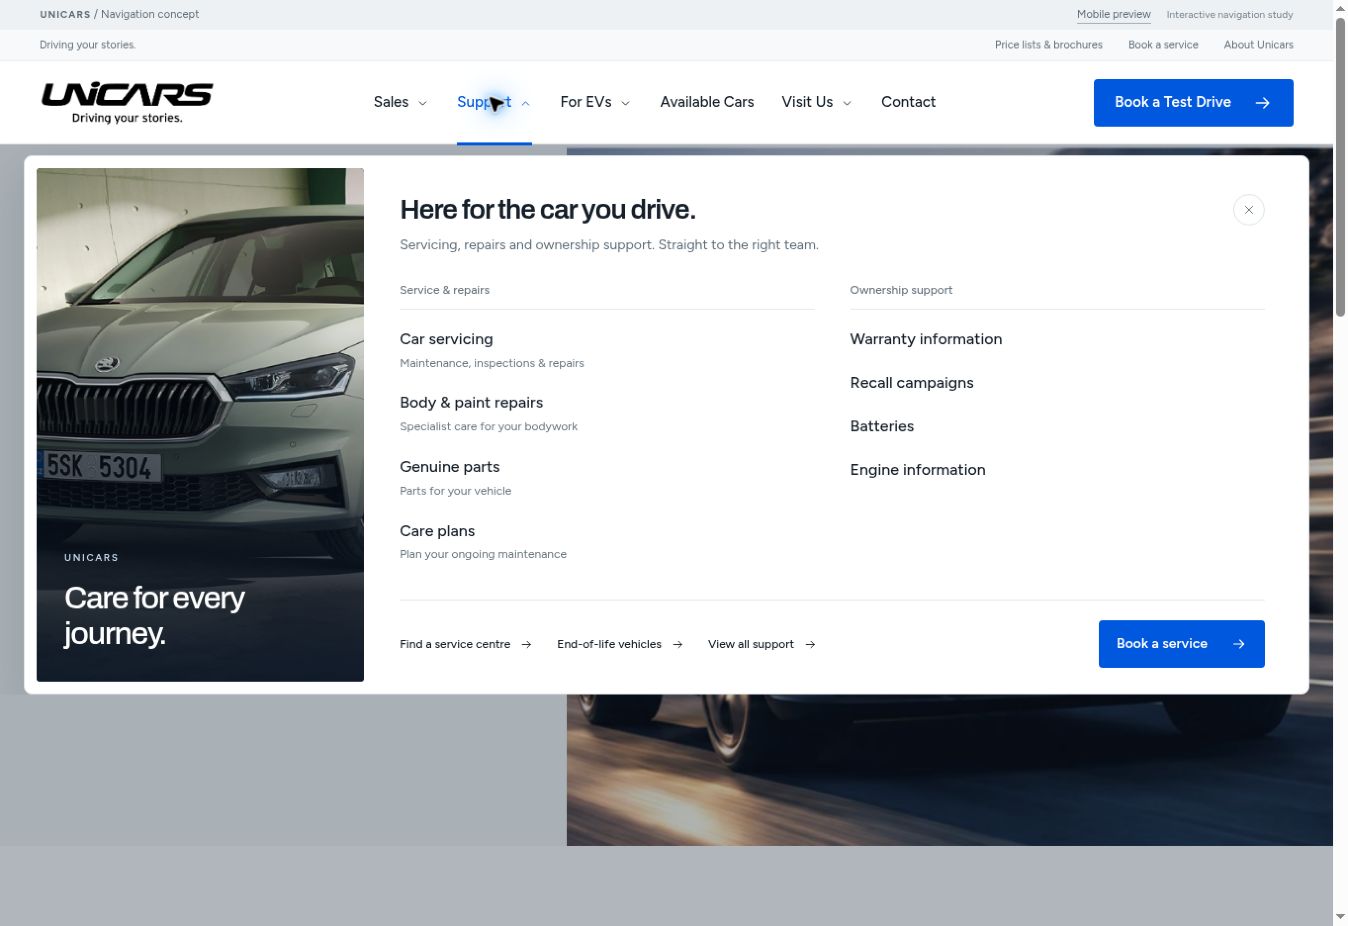 UNICARS / Navigation concept
Mobile preview
Interactive navigation study
Driving your stories.
Price lists & brochures
Book a service
About Unicars
UNiCARS
Driving your stories.
Sales
Support
For EVs
Available Cars
Visit Us
Contact
Book a Test Drive
5SK 5304
UNICARS
Care for every
journey.
Here for the car you drive.
Servicing, repairs and ownership support. Straight to the right team.
Service & repairs
Car servicing
Maintenance, inspections & repairs
Body & paint repairs
Specialist care for your bodywork
Genuine parts
Parts for your vehicle
Care plans
Plan your ongoing maintenance
Ownership support
Warranty information
Recall campaigns
Batteries
Engine information
Find a service centre
End-of-life vehicles
View all support
Book a service